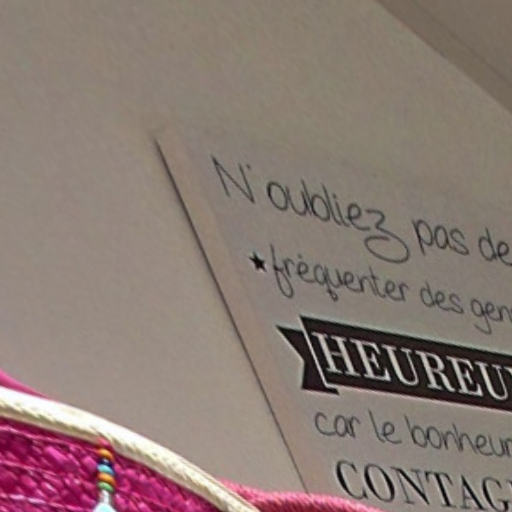 N'oubliez pas de
fréquenter des gen
HEUREU
car le bonheur
CONTAG